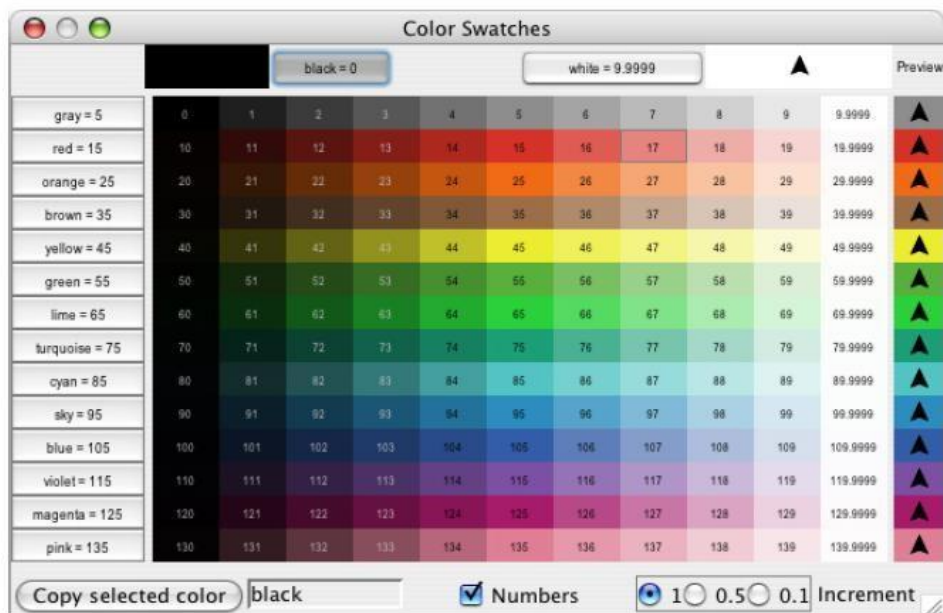 Color Swatches
black = 0 white = 9.9999 Preview
gray = 5 0 1 2 3 4 5 6 7 8 9 9.9999
red = 15 10 11 12 13 14 15 16 17 18 19 19.9999
orange = 25 20 21 22 23 24 25 26 27 28 29 29.9999
brown = 35 30 31 32 33 34 35 36 37 38 39 39.9999
yellow = 45 40 41 42 43 44 45 46 47 48 49 49.9999
green = 55 50 51 52 53 54 55 56 57 58 59 59.9999
lime = 65 60 61 62 63 64 65 66 67 68 69 69.9999
turquoise = 75 70 71 72 73 74 75 76 77 78 79 79.9999
cyan = 85 80 81 82 83 84 85 86 87 88 89 89.9999
sky = 95 90 91 92 93 94 95 96 97 98 99 99.9999
blue = 105 100 101 102 103 104 105 106 107 108 109 109.9999
violet = 115 110 111 112 113 114 115 116 117 118 119 119.9999
magenta = 125 120 121 122 123 124 125 126 127 128 129 129.9999
pink = 135 130 131 132 133 134 135 136 137 138 139 139.9999
Copy selected color black Numbers 1 0.5 0.1 Increment